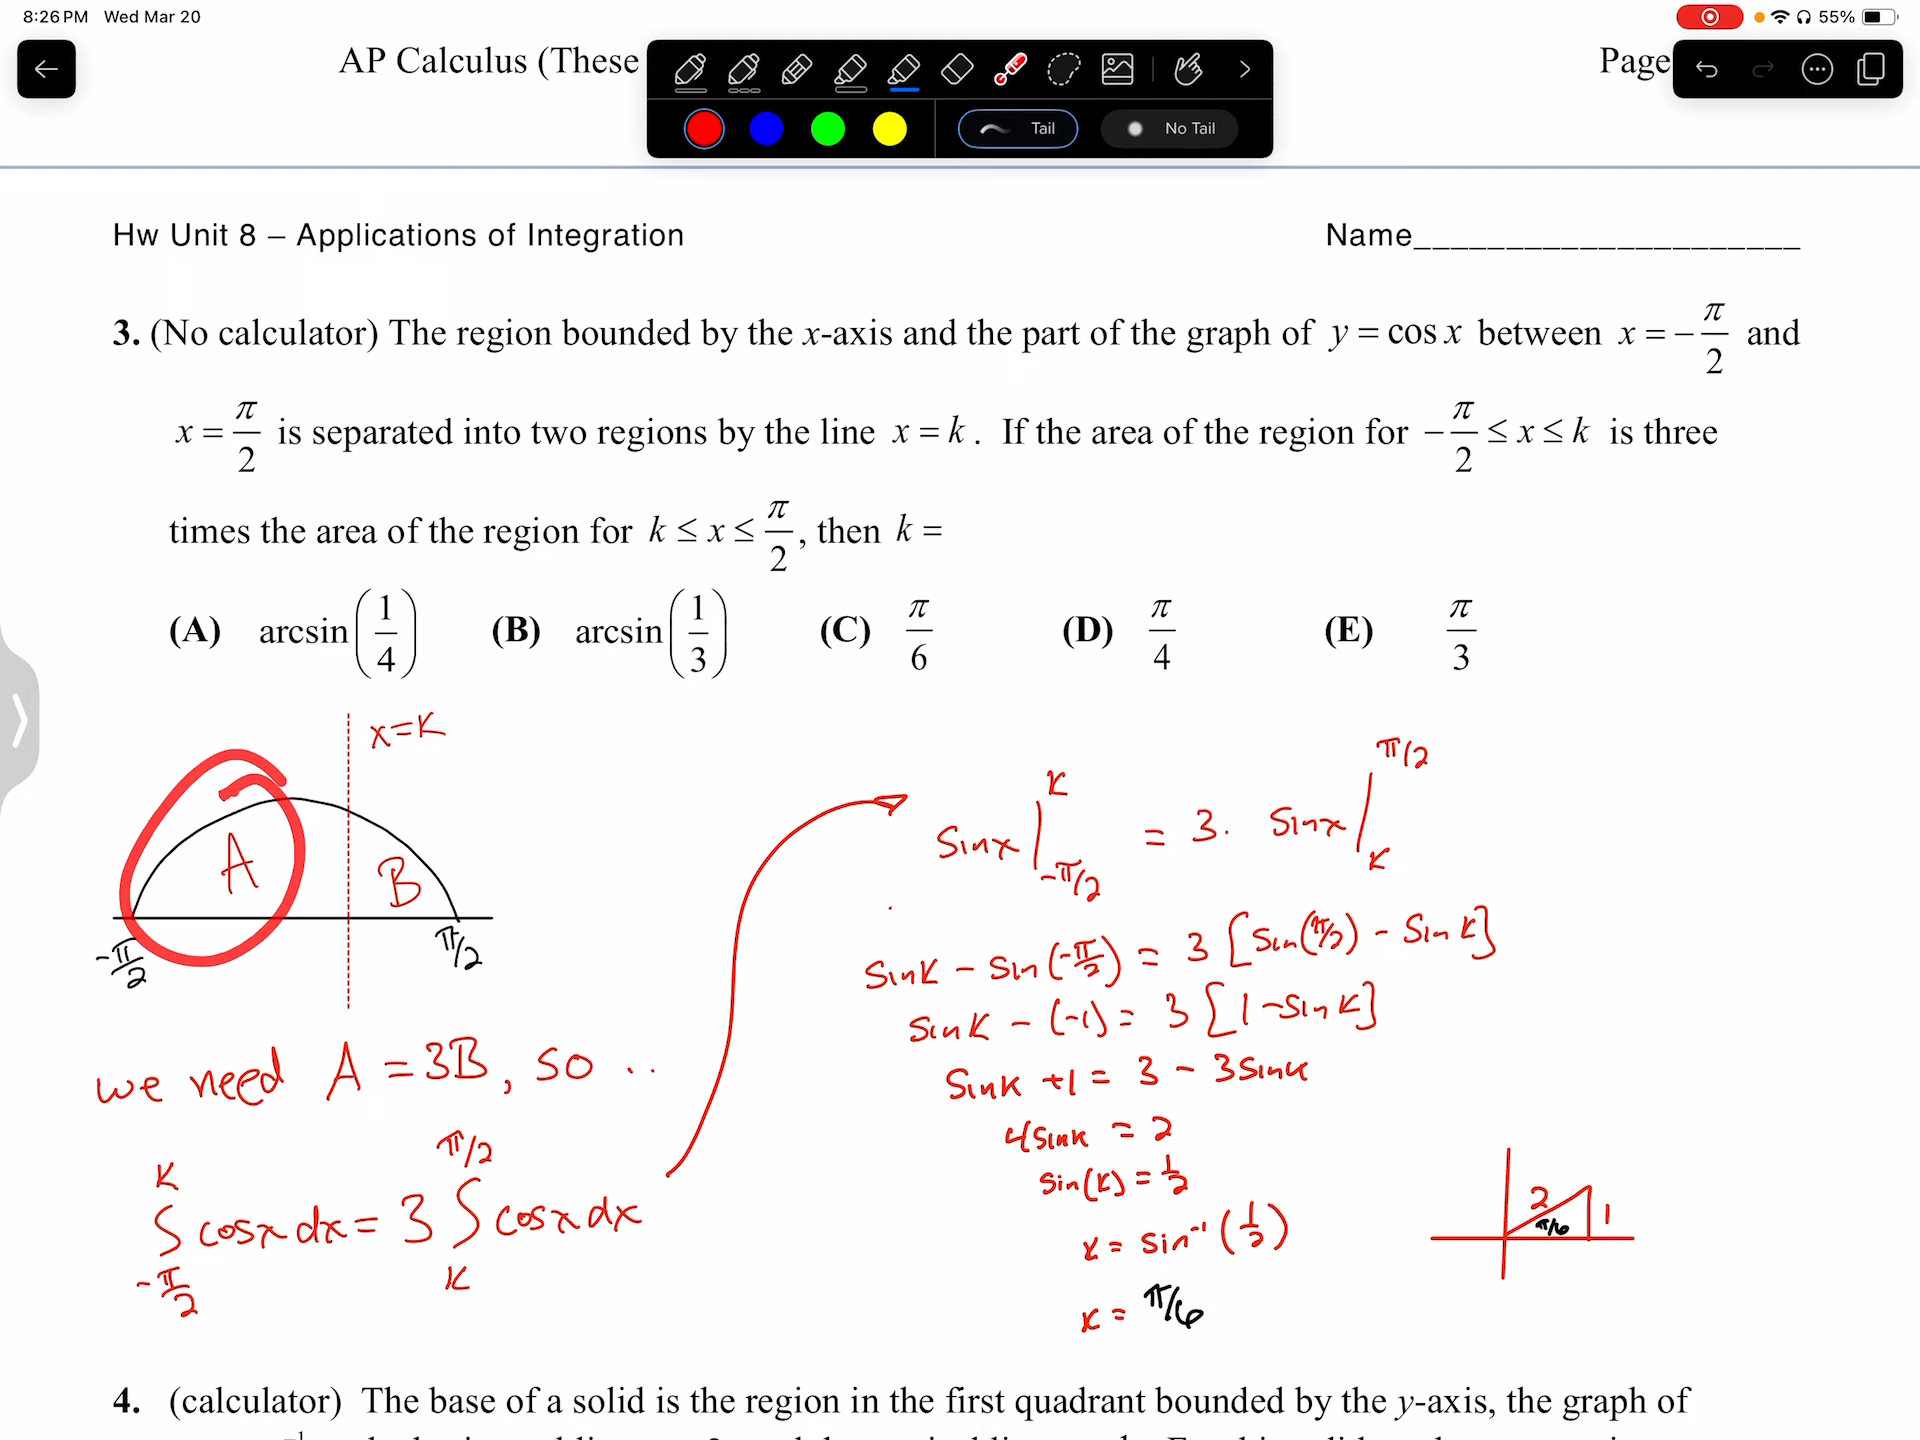 8:26 PM Wed Mar 20
55%
AP Calculus (These
Page
Tail
No Tail
Hw Unit 8 – Applications of Integration
Name____________________
3. (No calculator) The region bounded by the x-axis and the part of the graph of y = cos x between x = -π/2 and
x = π/2 is separated into two regions by the line x = k. If the area of the region for -π/2 ≤ x ≤ k is three
times the area of the region for k ≤ x ≤ π/2, then k =
(A) arcsin(1/4) (B) arcsin(1/3) (C) π/6 (D) π/4 (E) π/3
x=K
A
B
-π/2
π/2
we need A = 3B, so ..
∫_{-π/2}^{K} cosx dx = 3 ∫_{K}^{π/2} cosx dx
sinx |_{-π/2}^{K} = 3. sinx |_{K}^{π/2}
sinK - sin(-π/2) = 3 [sin(π/2) - sinK]
sinK - (-1) = 3 [1-sinK]
sinK +1 = 3 - 3sinK
4sinK = 2
sin(K) = 1/2
K = sin⁻¹(1/2)
K = π/6
2
1
π/6
4. (calculator) The base of a solid is the region in the first quadrant bounded by the y-axis, the graph of